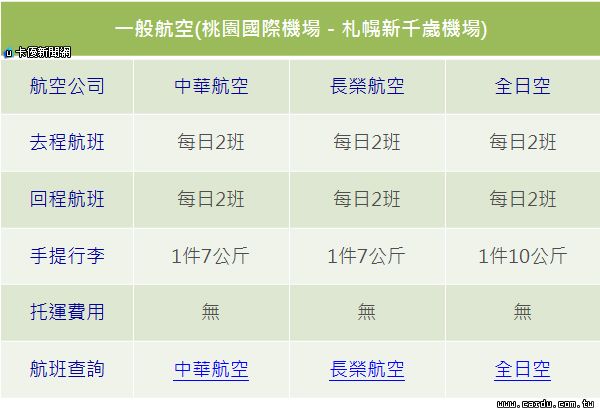 一般航空(桃園國際機場 - 札幌新千歲機場)
卡優新聞網
航空公司 中華航空 長榮航空 全日空
去程航班 每日2班 每日2班 每日2班
回程航班 每日2班 每日2班 每日2班
手提行李 1件7公斤 1件7公斤 1件10公斤
托運費用 無 無 無
航班查詢 中華航空 長榮航空 全日空
www.cardu.com.tw